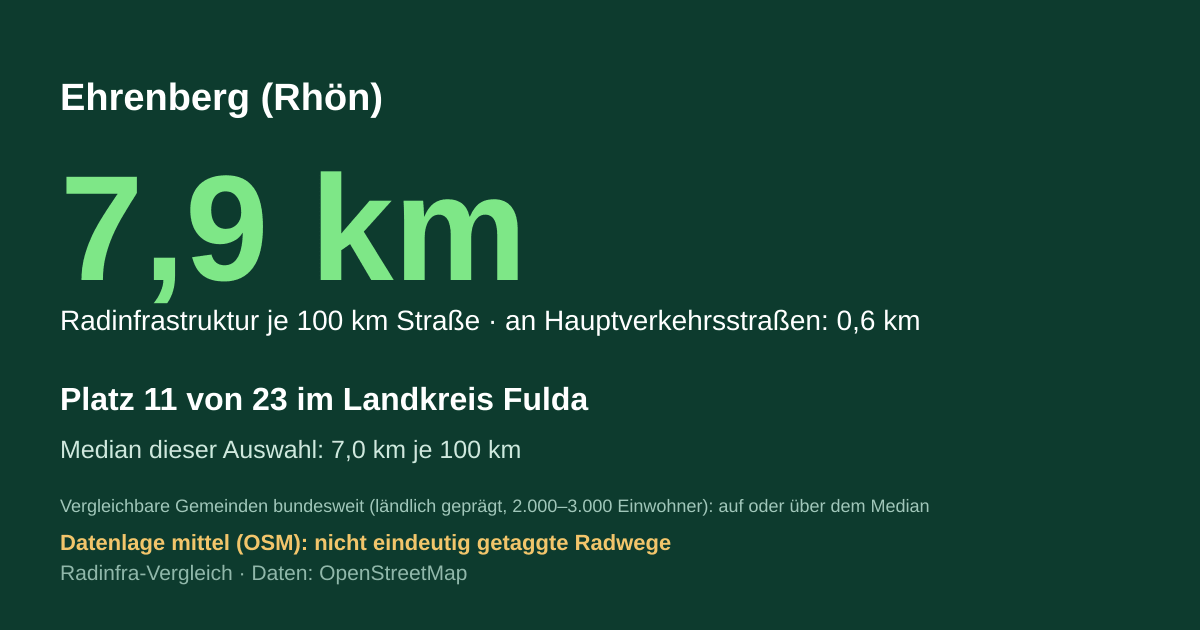 Ehrenberg (Rhön)
7,9 km
Radinfrastruktur je 100 km Straße · an Hauptverkehrsstraßen: 0,6 km
Platz 11 von 23 im Landkreis Fulda
Median dieser Auswahl: 7,0 km je 100 km
Vergleichbare Gemeinden bundesweit (ländlich geprägt, 2.000–3.000 Einwohner): auf oder über dem Median
Datenlage mittel (OSM): nicht eindeutig getaggte Radwege
Radinfra-Vergleich · Daten: OpenStreetMap